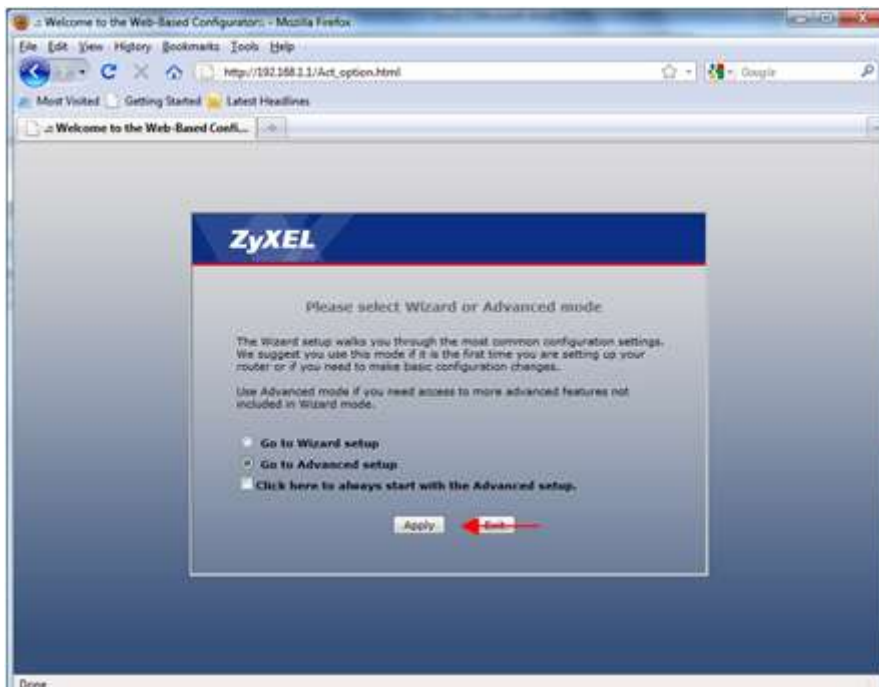 .:: Welcome to the Web-Based Configurator::. - Mozilla Firefox
File Edit View History Bookmarks Tools Help
http://192.168.1.1/Act_option.html
Google
Most Visited Getting Started Latest Headlines
.:: Welcome to the Web-Based Confi...
ZyXEL
Please select Wizard or Advanced mode
The Wizard setup walks you through the most common configuration settings.
We suggest you use this mode if it is the first time you are setting up your
router or if you need to make basic configuration changes.
Use Advanced mode if you need access to more advanced features not
included in Wizard mode.
Go to Wizard setup
Go to Advanced setup
Click here to always start with the Advanced setup.
Apply Exit
Done